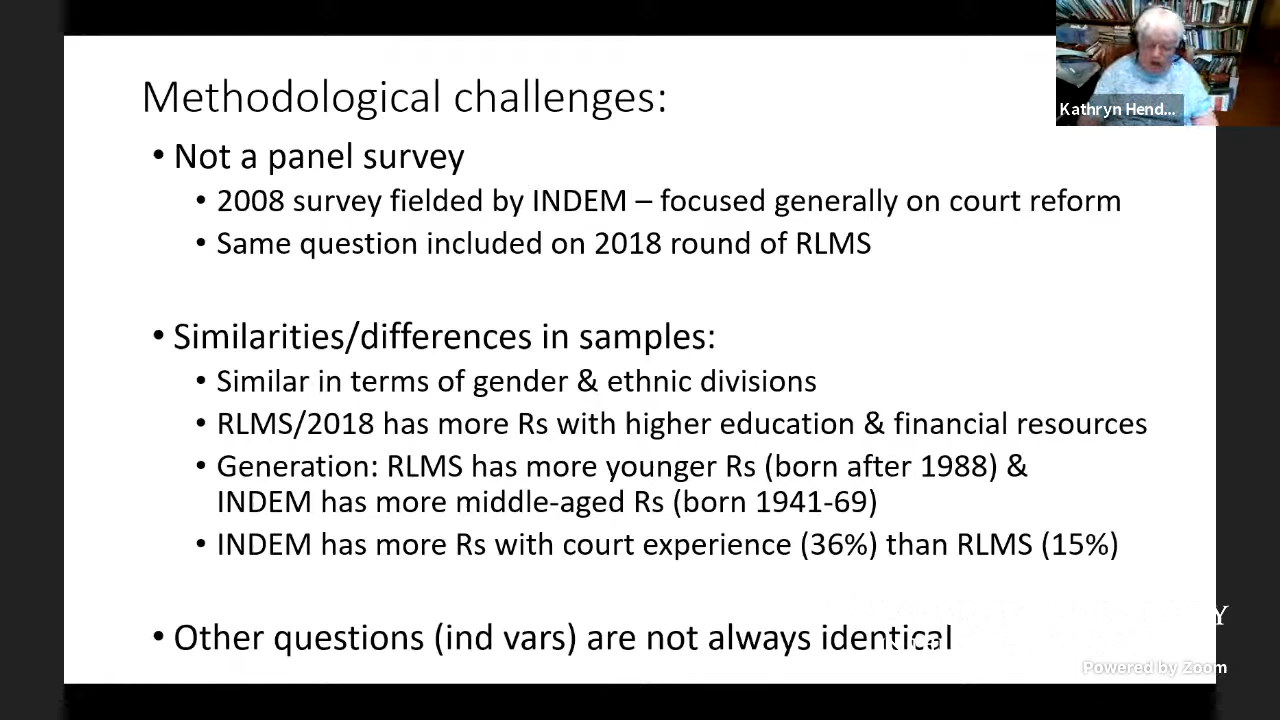 Methodological challenges:
Kathryn Hend...
• Not a panel survey
• 2008 survey fielded by INDEM – focused generally on court reform
• Same question included on 2018 round of RLMS
• Similarities/differences in samples:
• Similar in terms of gender & ethnic divisions
• RLMS/2018 has more Rs with higher education & financial resources
• Generation: RLMS has more younger Rs (born after 1988) &
INDEM has more middle-aged Rs (born 1941-69)
• INDEM has more Rs with court experience (36%) than RLMS (15%)
• Other questions (ind vars) are not always identical
Powered by Zoom